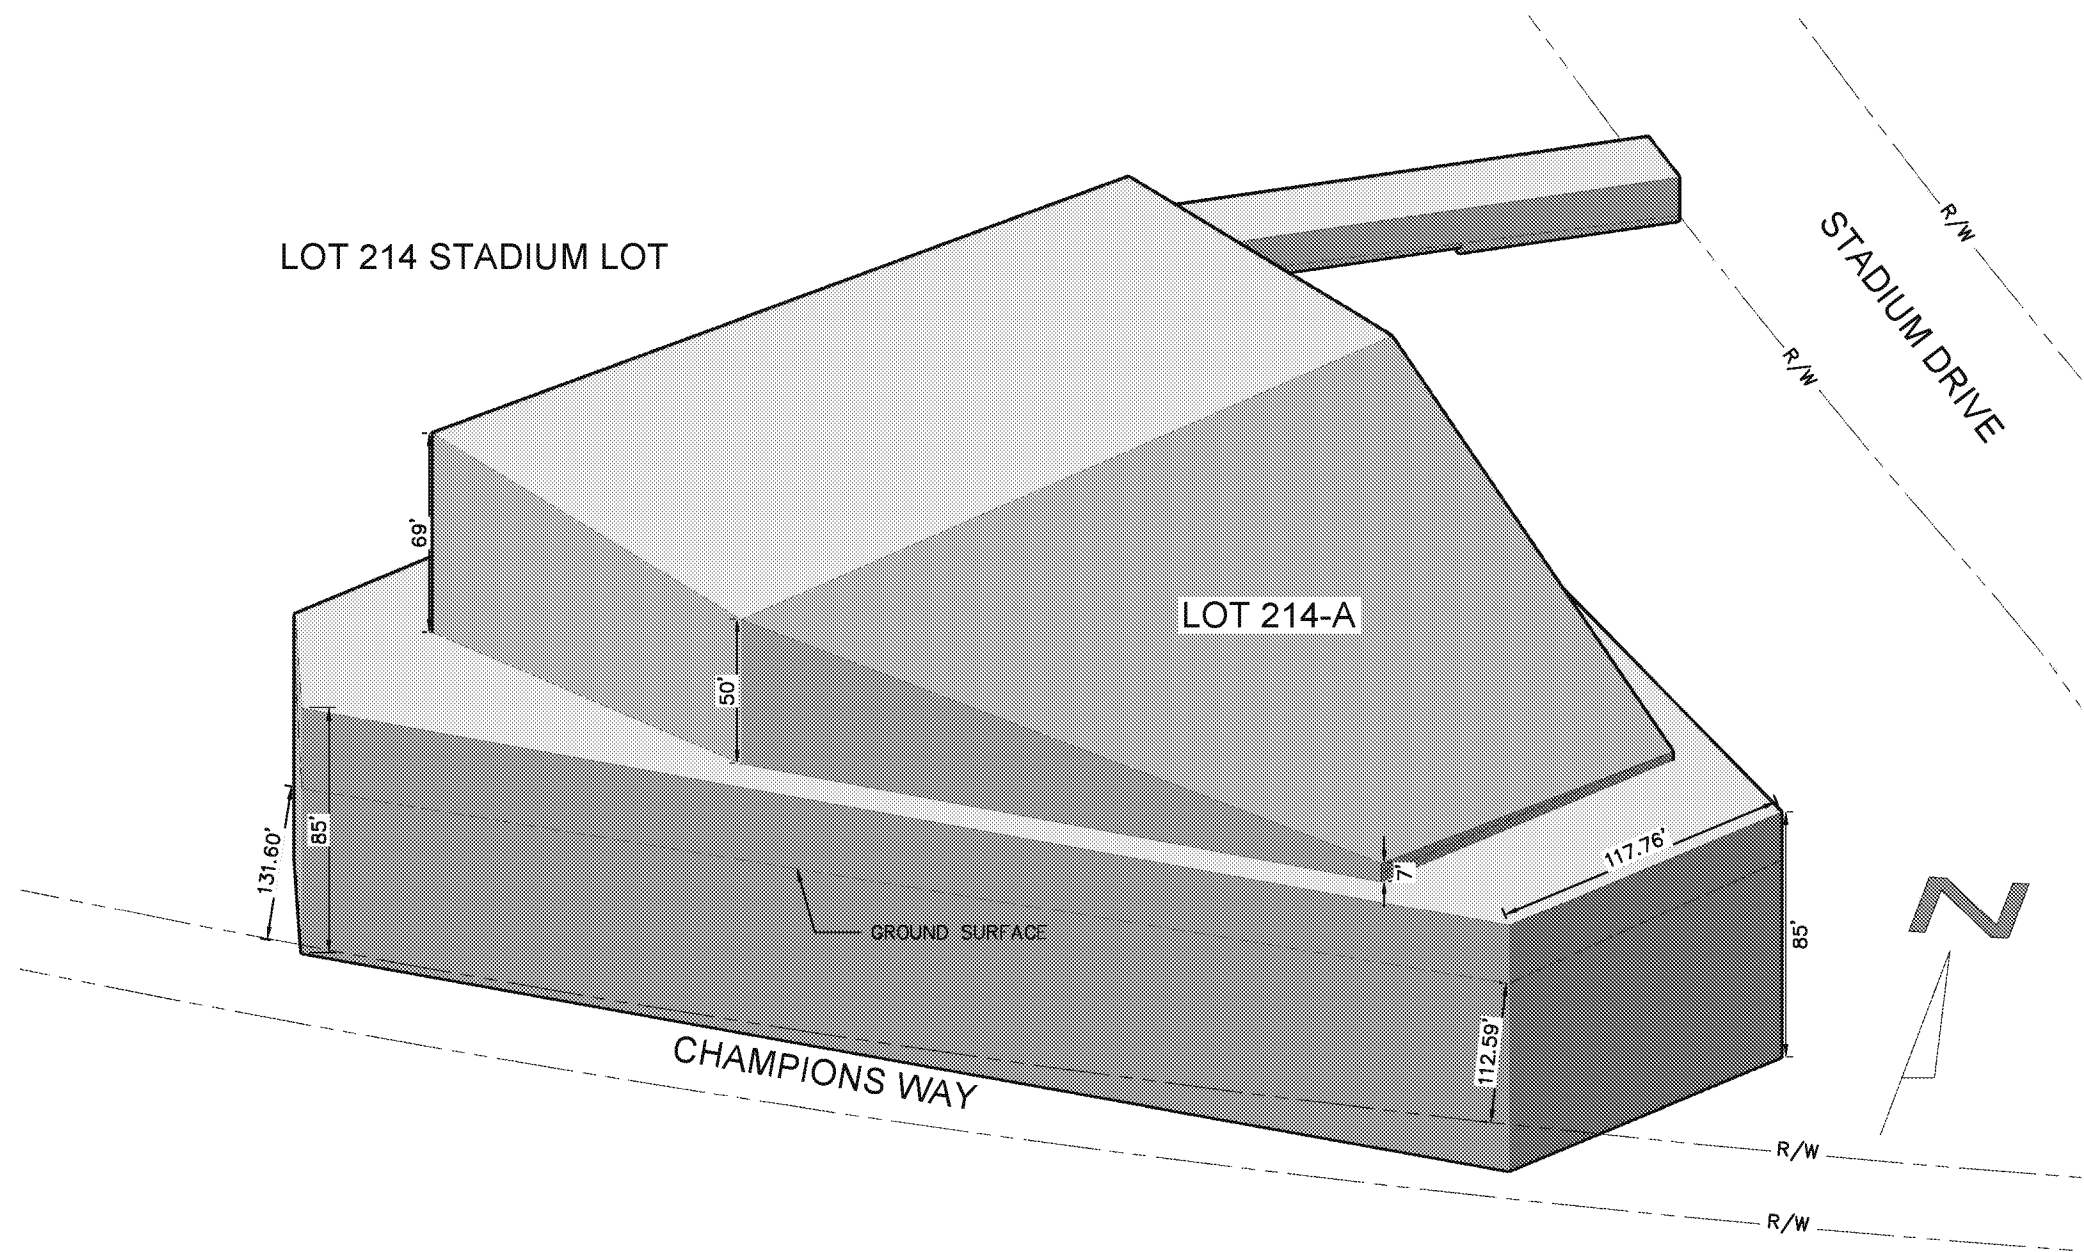 R/W
LOT 214 STADIUM LOT
STADIUM DRIVE
R/W
69'
LOT 214-A
50'
85'
131.60'
117.76'
7'
N
GROUND SURFACE
85'
112.59'
CHAMPIONS WAY
R/W
R/W